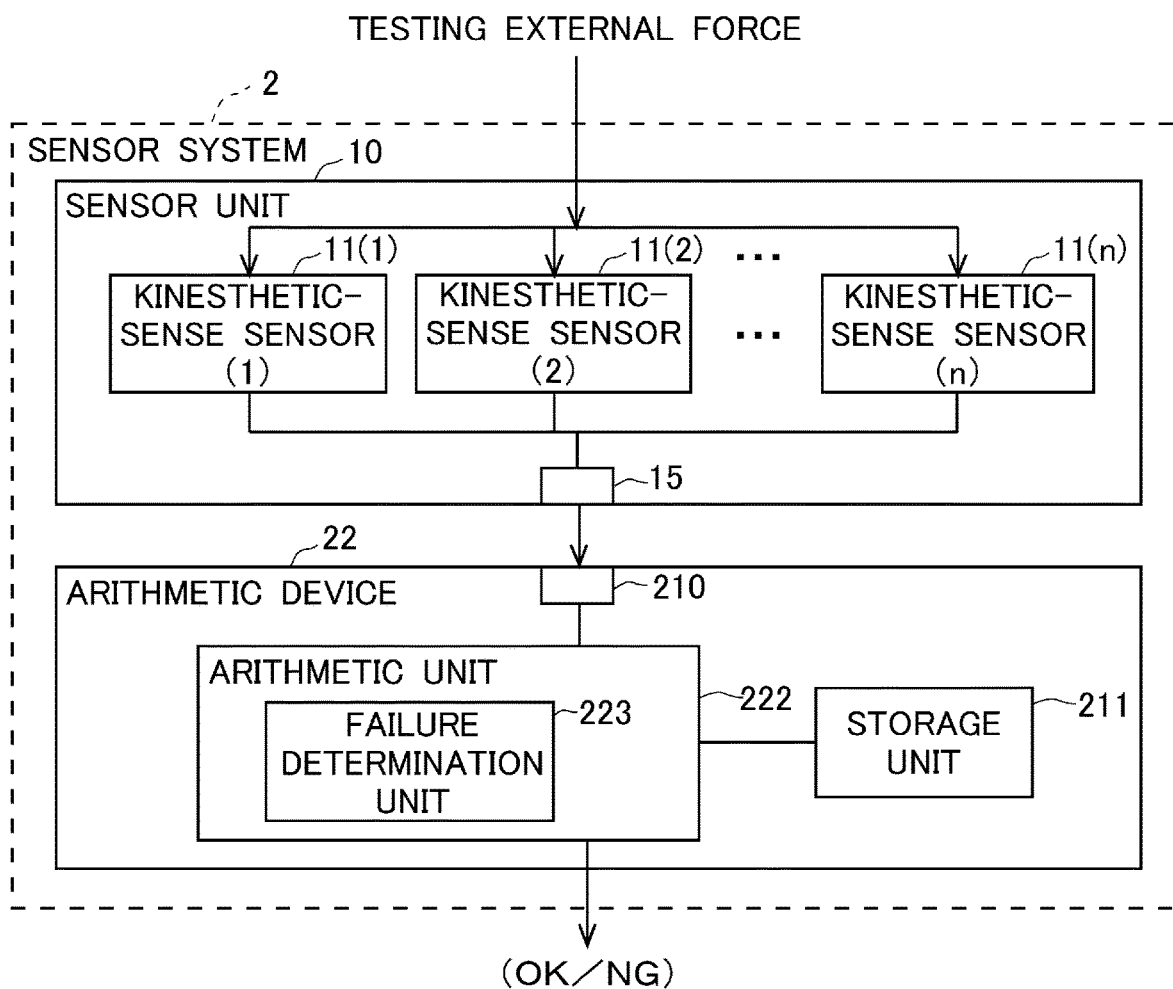 TESTING EXTERNAL FORCE
2
SENSOR SYSTEM
10
SENSOR UNIT
11(1)
11(2)
...
11(n)
KINESTHETIC-
SENSE SENSOR
(1)
KINESTHETIC-
SENSE SENSOR
(2)
...
KINESTHETIC-
SENSE SENSOR
(n)
15
22
ARITHMETIC DEVICE
210
ARITHMETIC UNIT
222
223
FAILURE
DETERMINATION
UNIT
211
STORAGE
UNIT
(OK/NG)